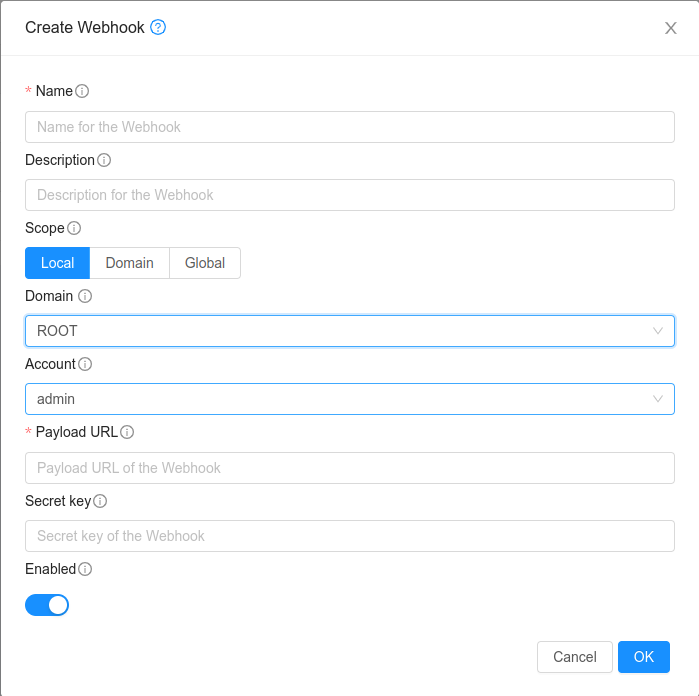 Create Webhook
* Name
Name for the Webhook
Description
Description for the Webhook
Scope
Local Domain Global
Domain
ROOT
Account
admin
* Payload URL
Payload URL of the Webhook
Secret key
Secret key of the Webhook
Enabled
Cancel OK